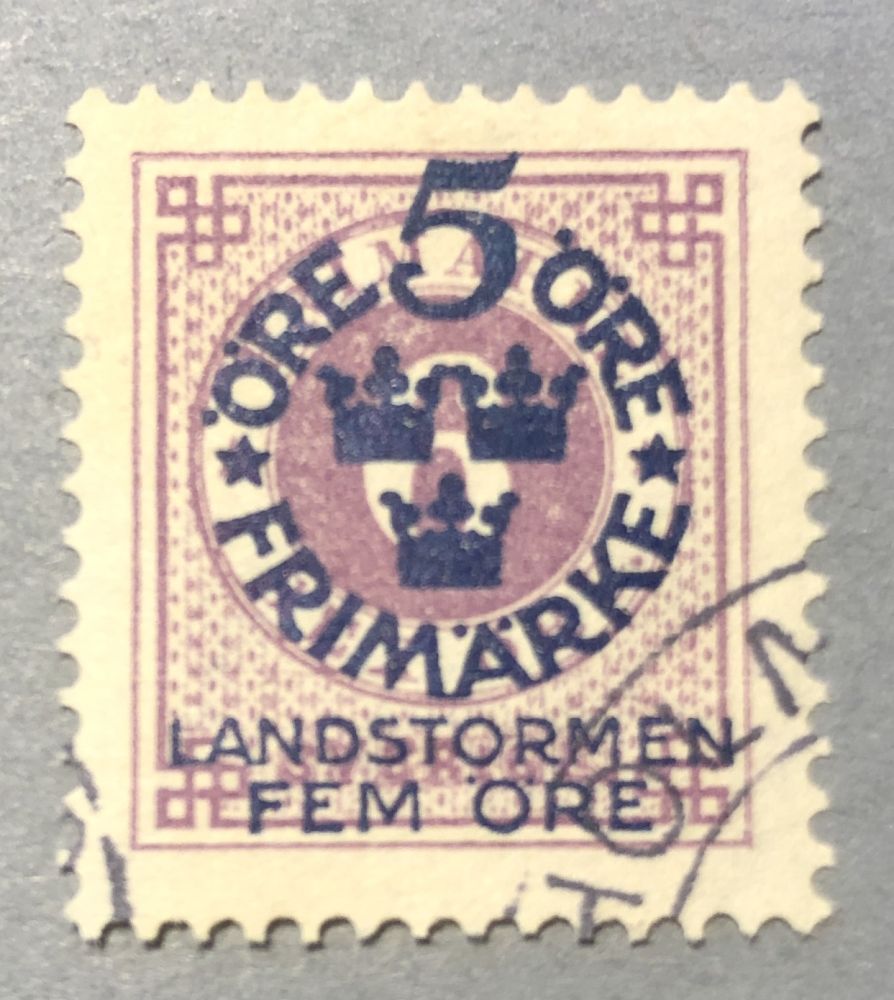 5
ÖRE ÖRE
FRIMÄRKE
LANDSTORMEN
FEM ÖRE